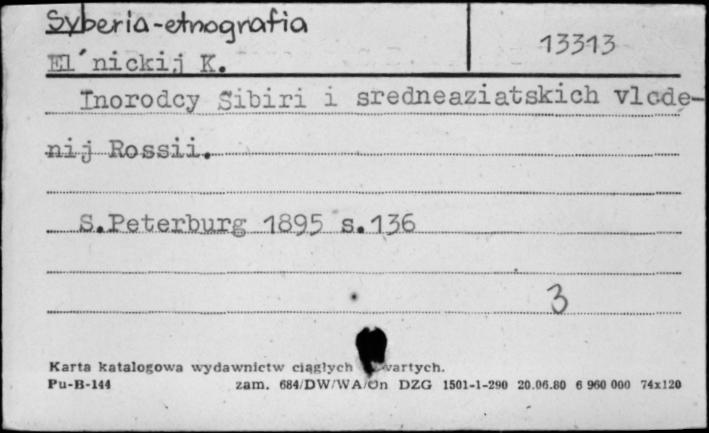 Syberia-etnografia
13313
El'nickij K.
Inorodcy Sibiri i sredneaziatskich vlade-
nij Rossii.
S.Peterburg 1895 s.136
3
Karta katalogowa wydawnictw ciągłych wartych.
Pu-B-144 zam. 684/DW/WA/On DZG 1501-1-290 20.06.80 6 960 000 74x120